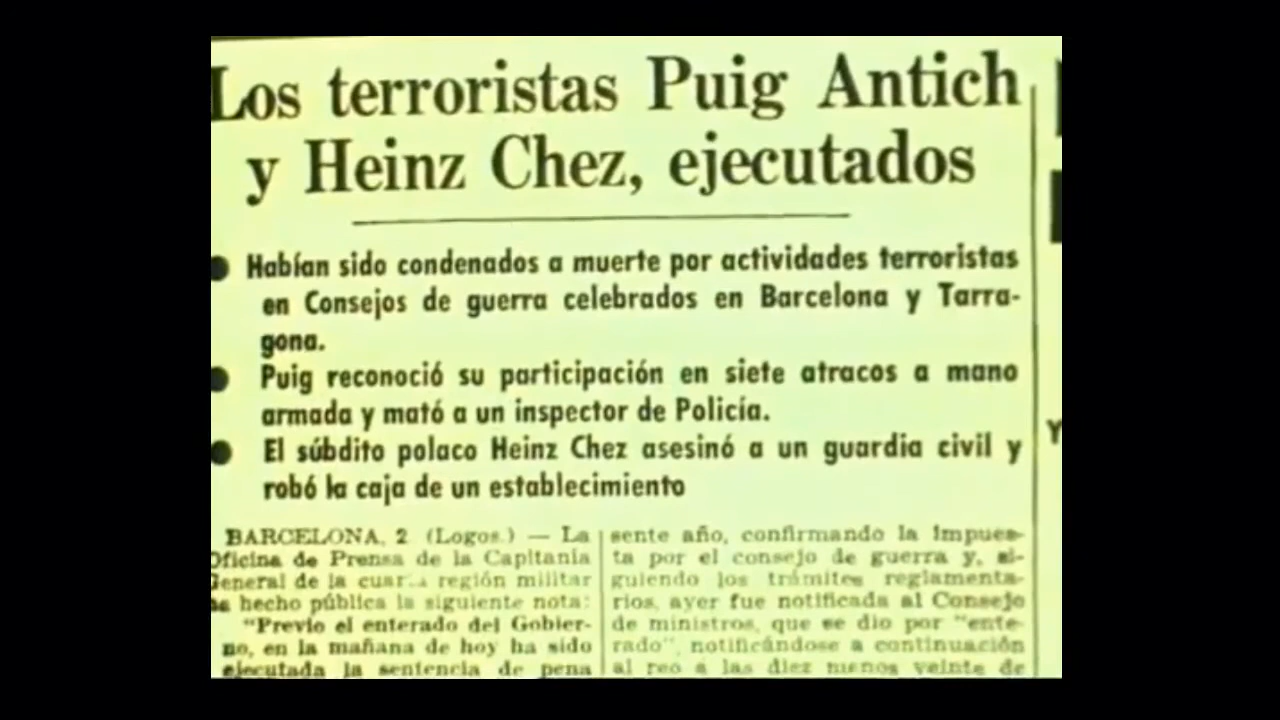 Los terroristas Puig Antich
y Heinz Chez, ejecutados
● Habían sido condenados a muerte por actividades terroristas
en Consejos de guerra celebrados en Barcelona y Tarra-
gona.
● Puig reconoció su participación en siete atracos a mano
armada y mató a un inspector de Policía.
● El súbdito polaco Heinz Chez asesinó a un guardia civil y
robó la caja de un establecimiento
BARCELONA, 2 (Logos.) — La
Oficina de Prensa de la Capitanía
General de la cuarta región militar
ha hecho pública la siguiente nota:
"Previo el enterado del Gobier-
no, en la mañana de hoy ha sido
ejecutada la sentencia de pena
sente año, confirmando la impues-
ta por el consejo de guerra y, si-
guiendo los trámites reglamenta-
rios, ayer fue notificada al Consejo
de ministros, que se dio por "ente-
rado", notificándose a continuación
al reo a las diez menos veinte de
Y